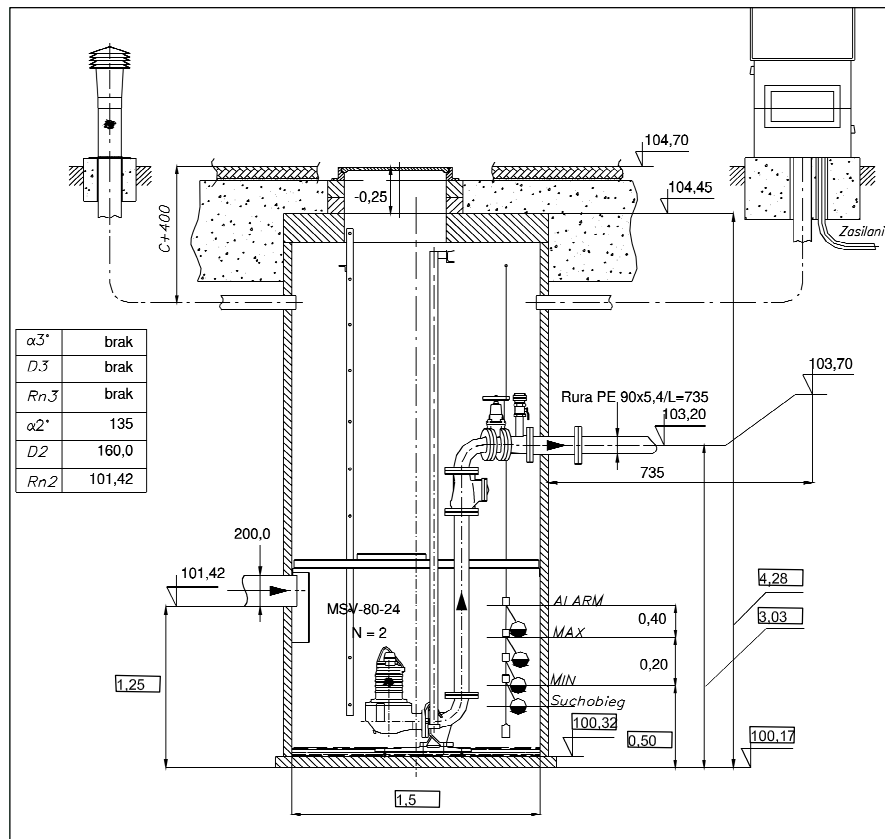 104,70
-0,25
104,45
C+400
Zasilani
α3° brak
D3 brak
Rn3 brak
α2° 135
D2 160,0
Rn2 101,42
103,70
Rura PE 90x5,4/L=735
103,20
735
200,0
101,42
MSV-80-24
N = 2
ALARM
0,40
MAX
0,20
MIN
Suchobieg
4,28
3,03
1,25
100,32
0,50
100,17
1,5